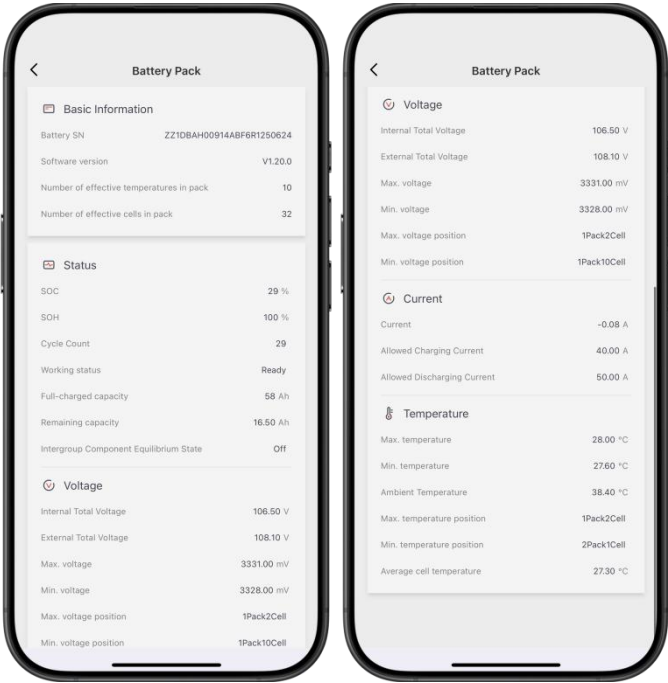 Battery Pack
Basic Information
Battery SN ZZ1DBAH00914ABF6R1250624
Software version V1.20.0
Number of effective temperatures in pack 10
Number of effective cells in pack 32
Status
SOC 29 %
SOH 100 %
Cycle Count 29
Working status Ready
Full-charged capacity 58 Ah
Remaining capacity 16.50 Ah
Intergroup Component Equilibrium State Off
Voltage
Internal Total Voltage 106.50 V
External Total Voltage 108.10 V
Max. voltage 3331.00 mV
Min. voltage 3328.00 mV
Max. voltage position 1Pack2Cell
Min. voltage position 1Pack10Cell
Battery Pack
Voltage
Internal Total Voltage 106.50 V
External Total Voltage 108.10 V
Max. voltage 3331.00 mV
Min. voltage 3328.00 mV
Max. voltage position 1Pack2Cell
Min. voltage position 1Pack10Cell
Current
Current -0.08 A
Allowed Charging Current 40.00 A
Allowed Discharging Current 50.00 A
Temperature
Max. temperature 28.00 °C
Min. temperature 27.60 °C
Ambient Temperature 38.40 °C
Max. temperature position 1Pack2Cell
Min. temperature position 2Pack1Cell
Average cell temperature 27.30 °C